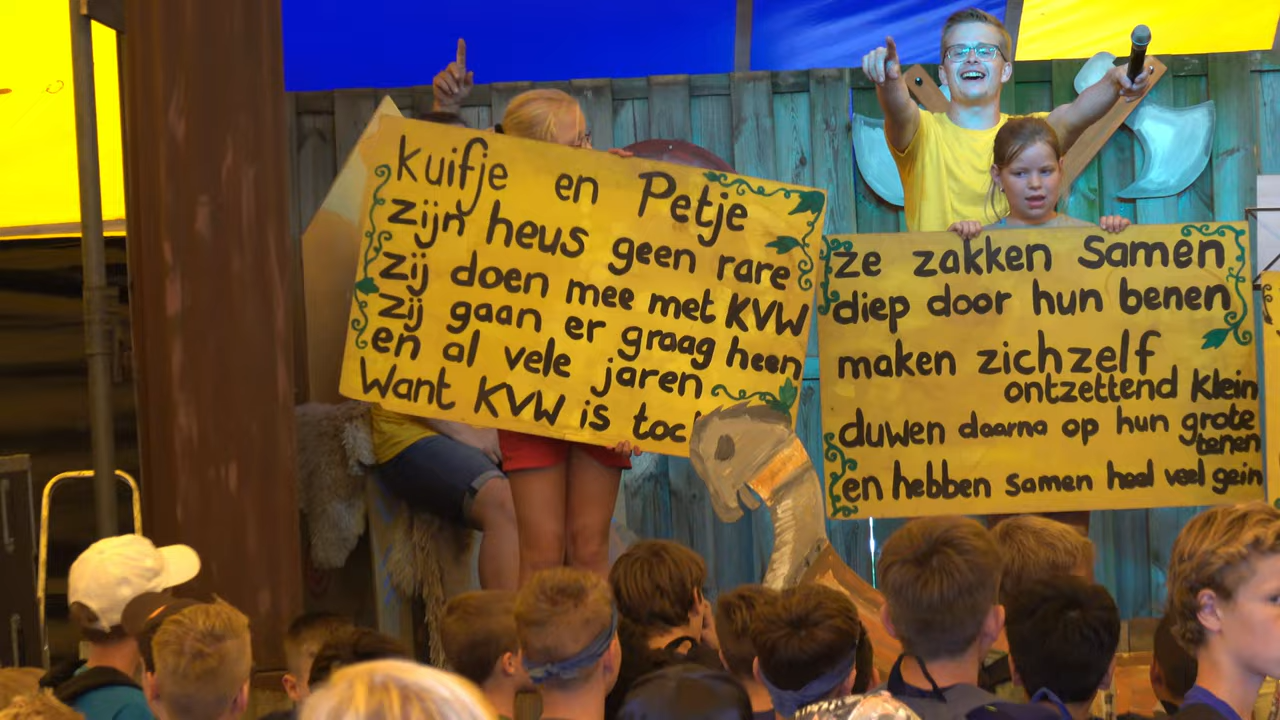 Kuifje en Petje
zijn heus geen rare
zij doen mee met KVW
zij gaan er graag heen
en al vele jaren
Want KVW is toch
ze zakken samen
diep door hun benen
maken zichzelf
ontzettend klein
duwen daarna op hun grote
tenen
en hebben samen heel veel gein